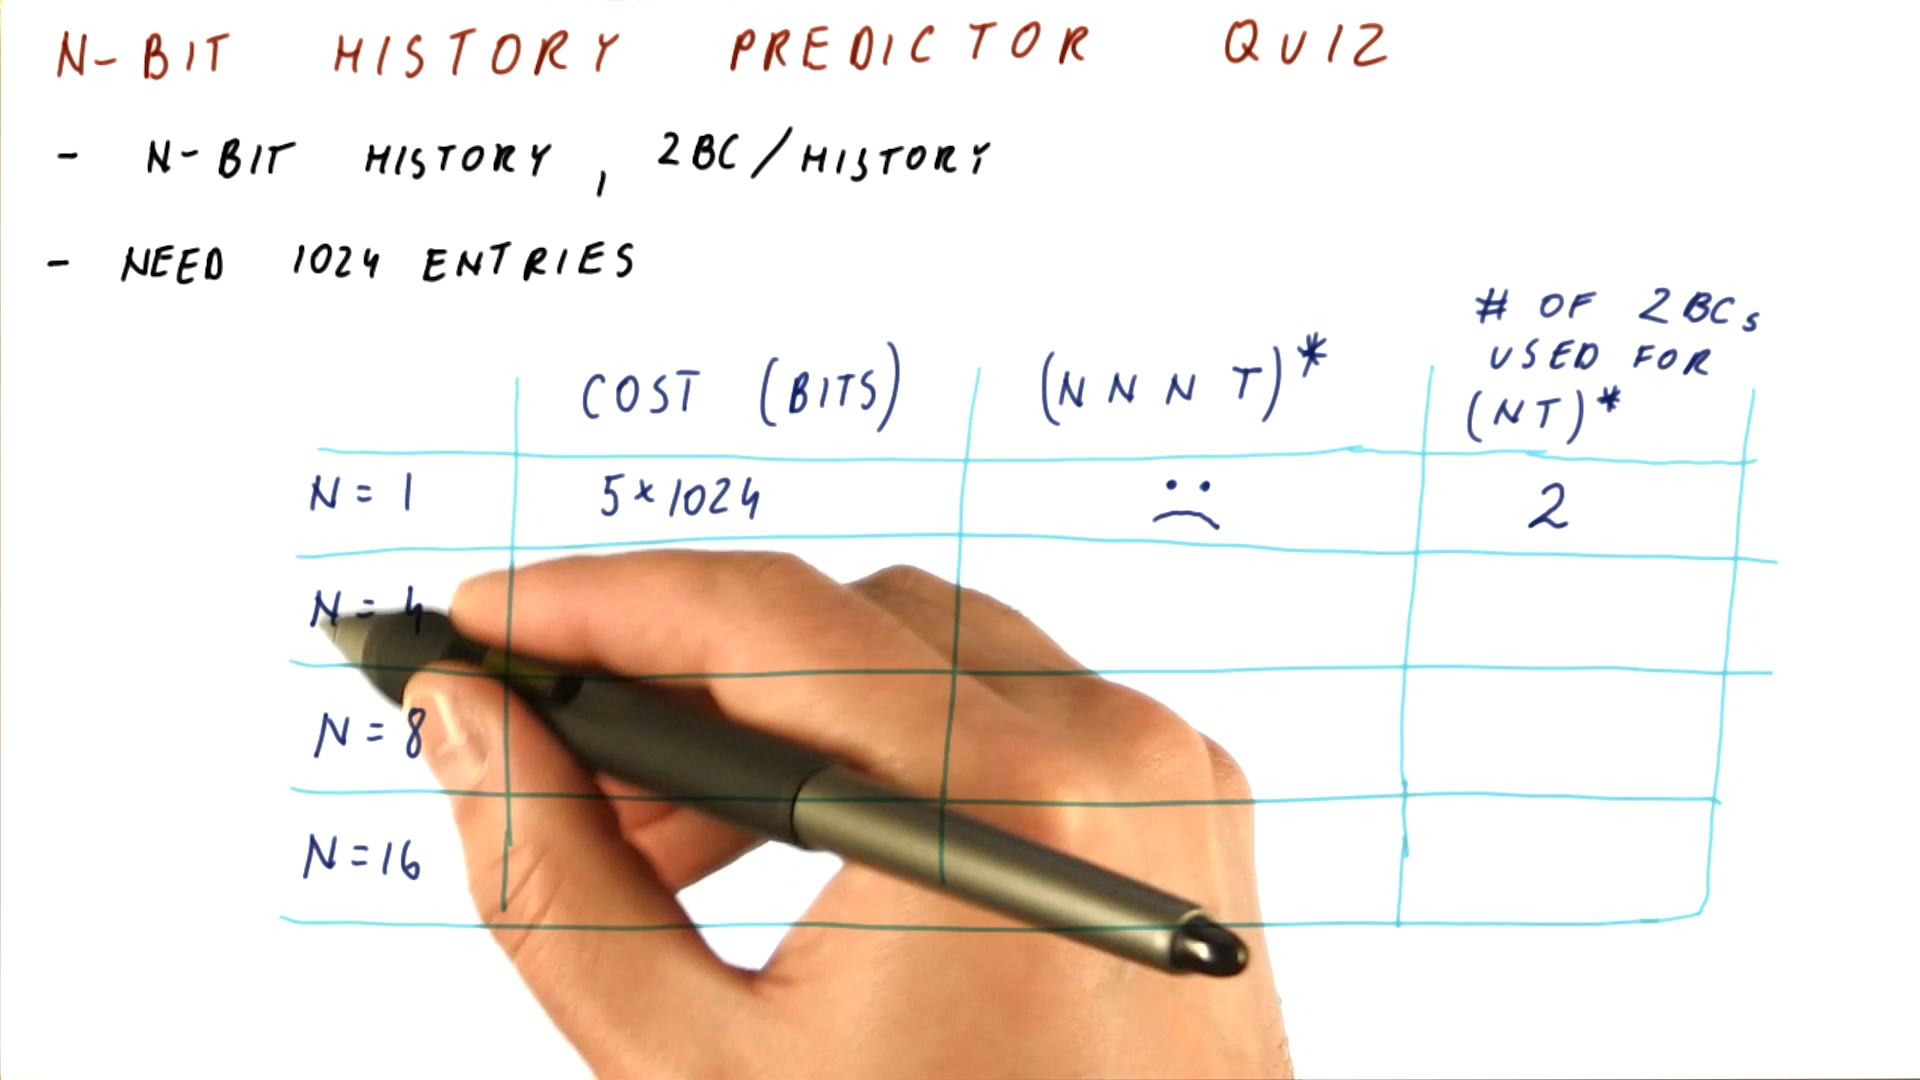 N-BIT HISTORY PREDICTOR QUIZ
- N-BIT HISTORY, 2BC/HISTORY
- NEED 1024 ENTRIES
COST (BITS) (N N N T)* # OF 2BCs USED FOR (NT)*
N=1 5×1024 2
N=4
N=8
N=16